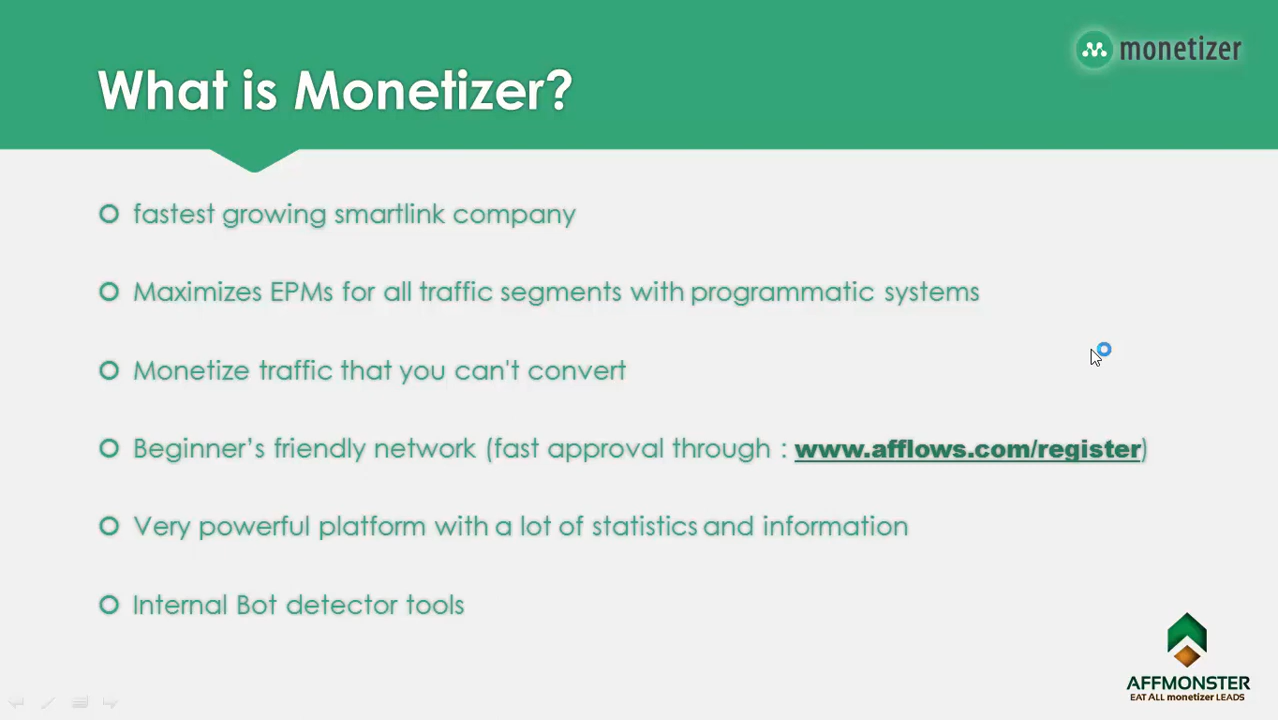 monetizer
What is Monetizer?
fastest growing smartlink company
Maximizes EPMs for all traffic segments with programmatic systems
Monetize traffic that you can't convert
Beginner’s friendly network (fast approval through : www.afflows.com/register)
Very powerful platform with a lot of statistics and information
Internal Bot detector tools
AFFMONSTER
EAT ALL monetizer LEADS